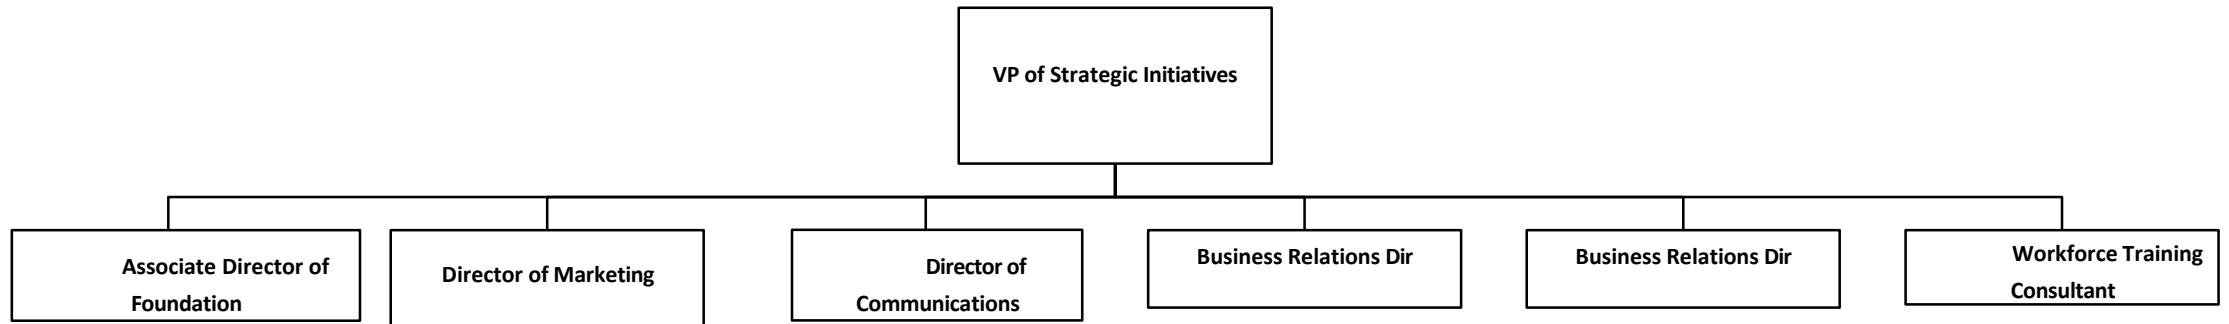 VP of Strategic Initiatives
Associate Director of
Foundation
Director of Marketing
Director of
Communications
Business Relations Dir
Business Relations Dir
Workforce Training
Consultant